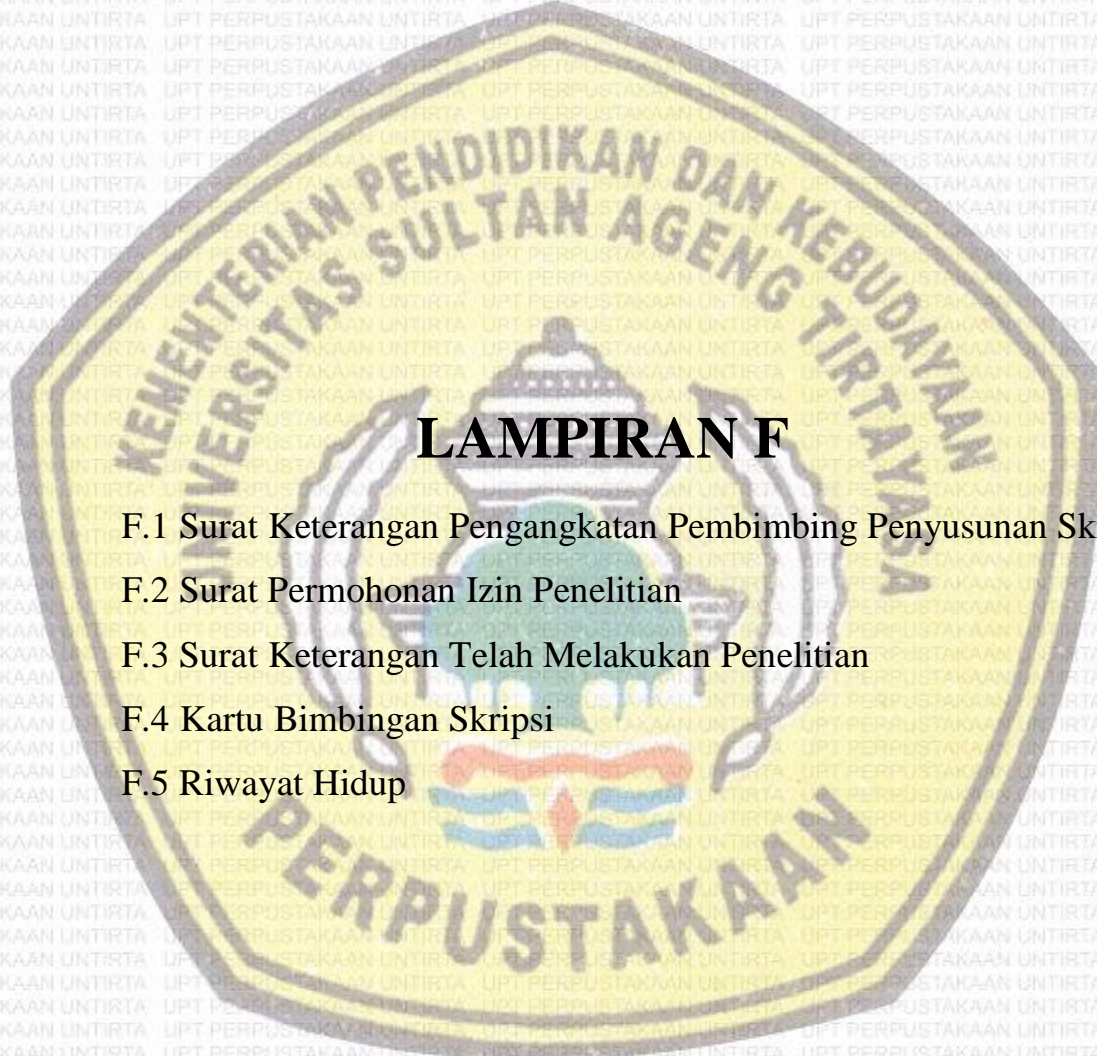 KEMENTERIAN PENDIDIKAN DAN KEBUDAYAAN
UNIVERSITAS SULTAN AGENG TIRTAYASA
LAMPIRAN F
F.1 Surat Keterangan Pengangkatan Pembimbing Penyusunan Sk
F.2 Surat Permohonan Izin Penelitian
F.3 Surat Keterangan Telah Melakukan Penelitian
F.4 Kartu Bimbingan Skripsi
F.5 Riwayat Hidup
PERPUSTAKAAN